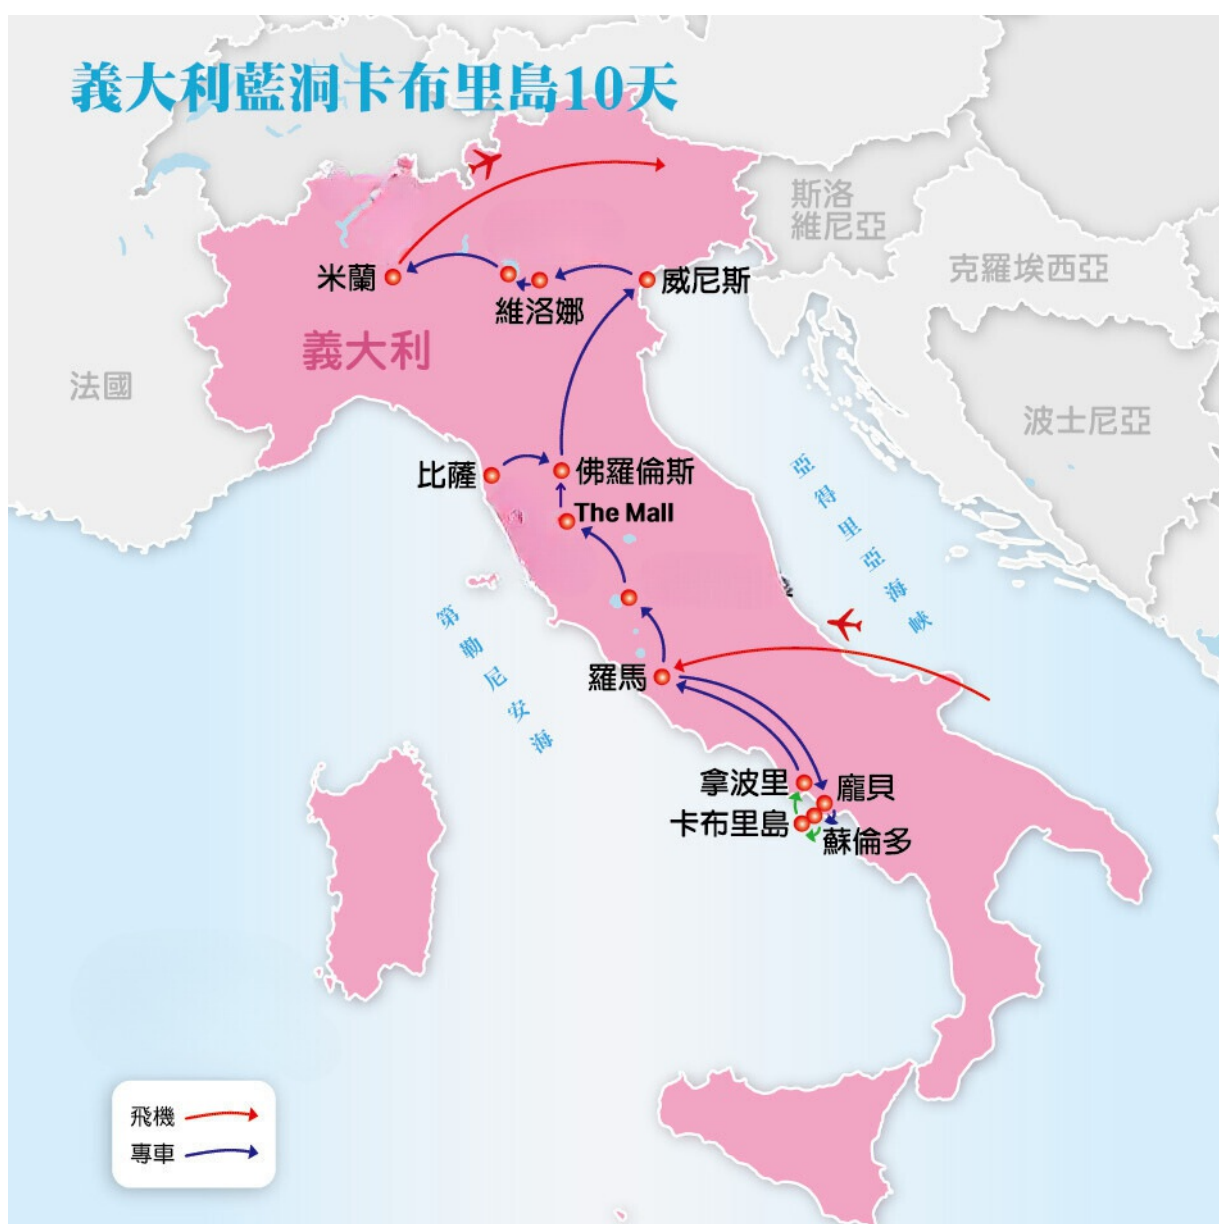 義大利藍洞卡布里島10天
斯洛
維尼亞
克羅埃西亞
米蘭
維洛娜
威尼斯
義大利
法國
波士尼亞
比薩
佛羅倫斯
The Mall
亞得里亞海峽
第勒尼安海
羅馬
拿波里
龐貝
卡布里島
蘇倫多
飛機
專車